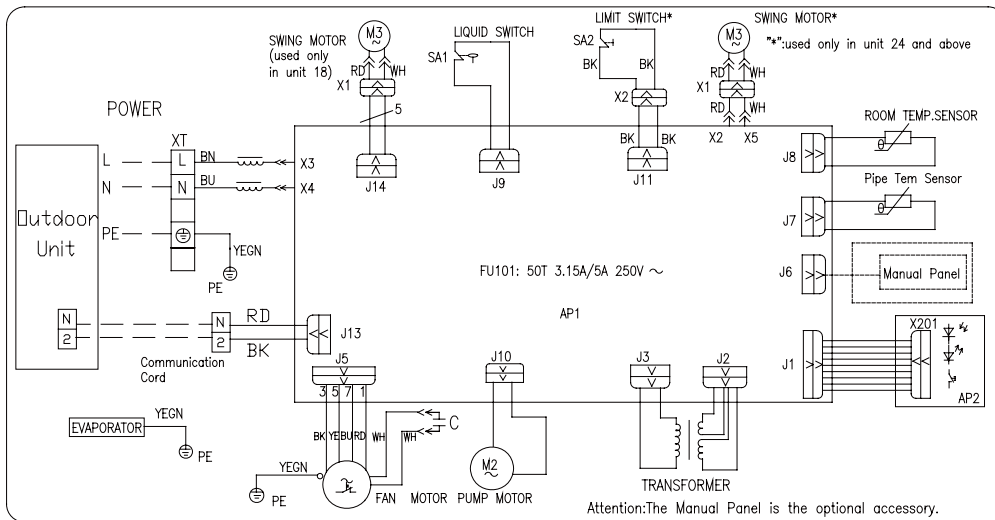 SWING MOTOR
(used only
in unit 18)
M3
~
RD
WH
X1
5
LIQUID SWITCH
SA1
LIMIT SWITCH*
SA2
BK
BK
X2
BK
BK
SWING MOTOR*
M3
~
RD
WH
X1
RD
WH
X2
X5
"*":used only in unit 24 and above
POWER
XT
L
L
BN
X3
N
N
BU
X4
PE
YEGN
PE
Outdoor
Unit
N
2
N
2
RD
BK
J13
Communication
Cord
J14
J9
J11
J8
ROOM TEMP.SENSOR
θ
J7
Pipe Tem Sensor
θ
J6
Manual Panel
FU101: 50T 3.15A/5A 250V ~
AP1
J1
X201
AP2
J5
3 5 7 1
BK YE BU RD
WH
WH
C
J10
J3
J2
EVAPORATOR
YEGN
PE
YEGN
PE
FAN MOTOR
M2
~
PUMP MOTOR
TRANSFORMER
Attention:The Manual Panel is the optional accessory.